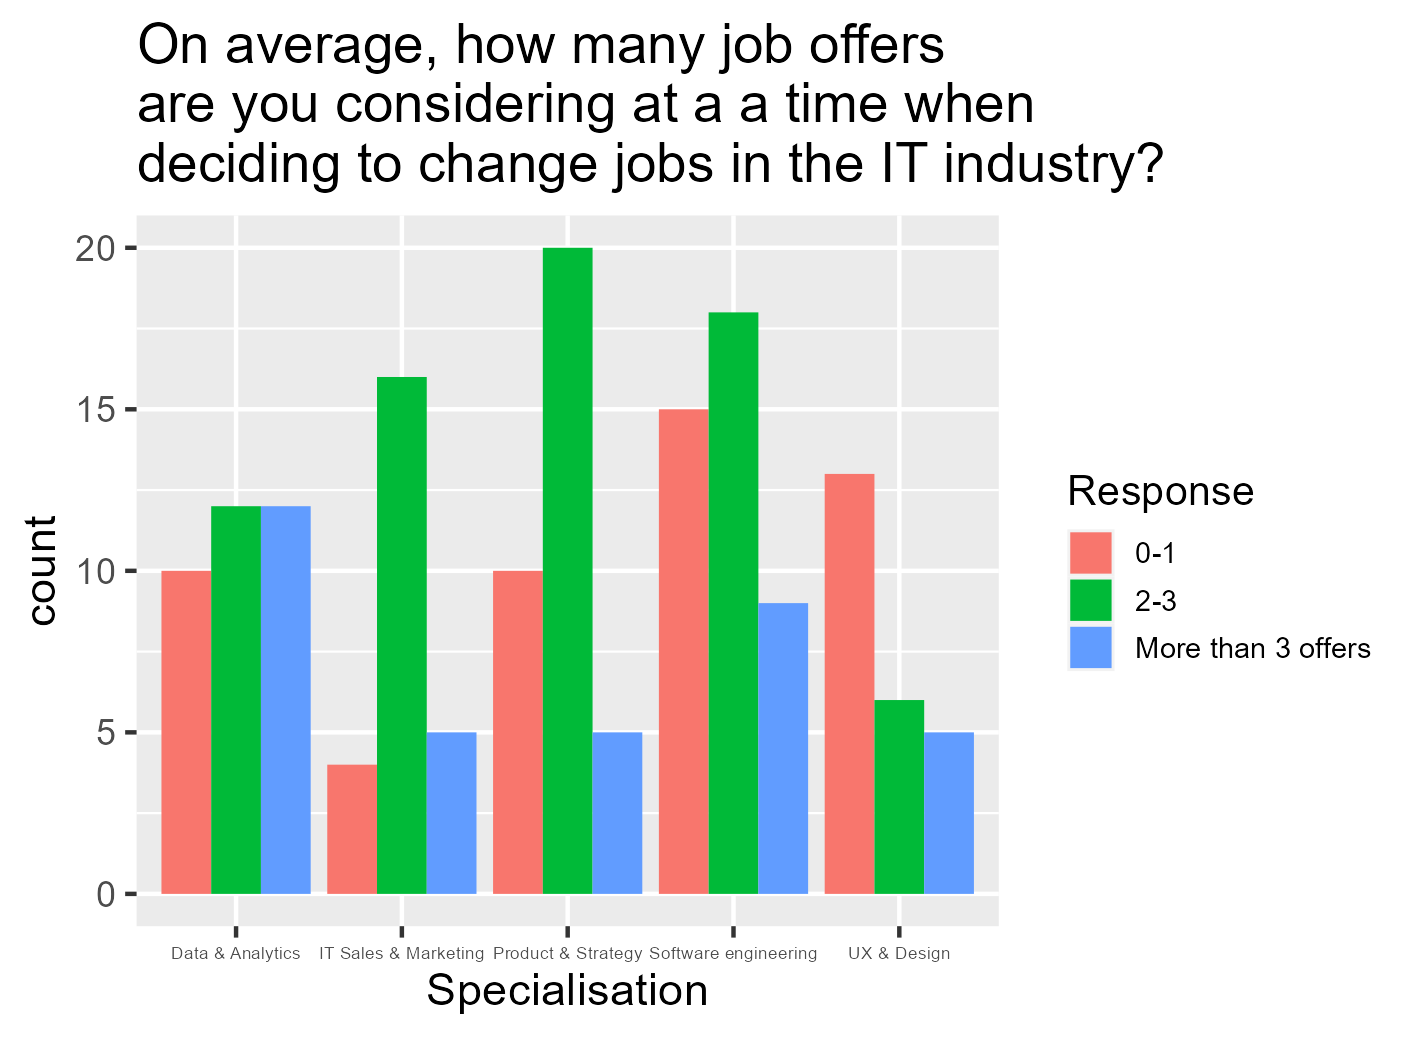 On average, how many job offers
are you considering at a a time when
deciding to change jobs in the IT industry?
20
15
10
5
0
count
Data & Analytics IT Sales & Marketing Product & Strategy Software engineering UX & Design
Specialisation
Response
0-1
2-3
More than 3 offers